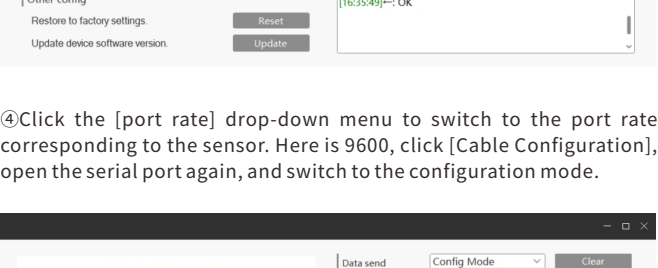 Other config
[16:35:49]←: OK
Restore to factory settings.
Reset
Update device software version.
Update
④Click the [port rate] drop-down menu to switch to the port rate
corresponding to the sensor. Here is 9600, click [Cable Configuration],
open the serial port again, and switch to the configuration mode.
Data send
Config Mode
Clear